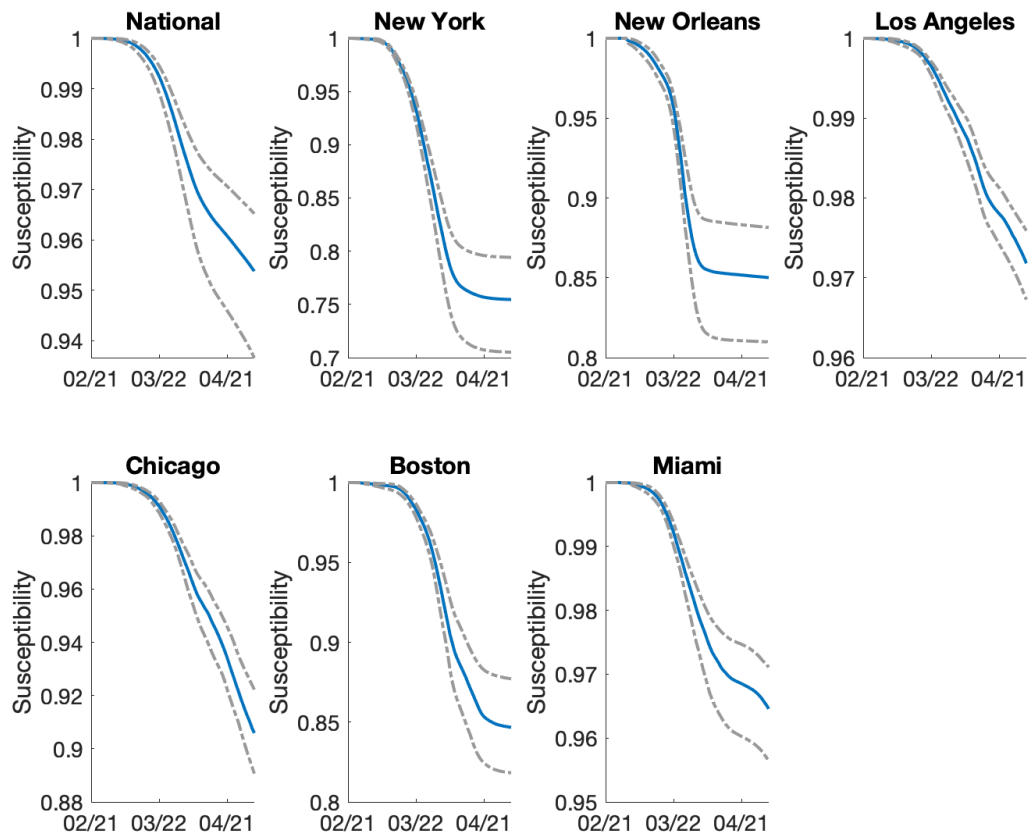 National
New York
New Orleans
Los Angeles
Susceptibility
1
0.99
0.98
0.97
0.96
0.95
0.94
02/21 03/22 04/21
Susceptibility
1
0.95
0.9
0.85
0.8
0.75
0.7
02/21 03/22 04/21
Susceptibility
1
0.95
0.9
0.85
0.8
02/21 03/22 04/21
Susceptibility
1
0.99
0.98
0.97
0.96
02/21 03/22 04/21
Chicago
Boston
Miami
Susceptibility
1
0.98
0.96
0.94
0.92
0.9
0.88
02/21 03/22 04/21
Susceptibility
1
0.95
0.9
0.85
0.8
02/21 03/22 04/21
Susceptibility
1
0.99
0.98
0.97
0.96
0.95
02/21 03/22 04/21